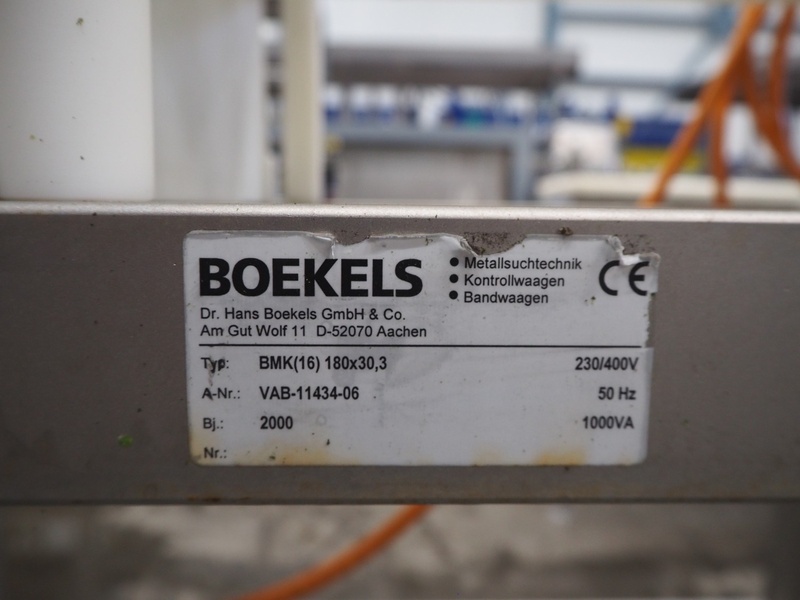 BOEKELS
• Metallsuchtechnik
• Kontrollwaagen
• Bandwaagen
CE
Dr. Hans Boekels GmbH & Co.
Am Gut Wolf 11 D-52070 Aachen
Typ: BMK(16) 180x30,3 230/400V
A-Nr.: VAB-11434-06 50 Hz
Bj.: 2000 1000VA
Nr.: